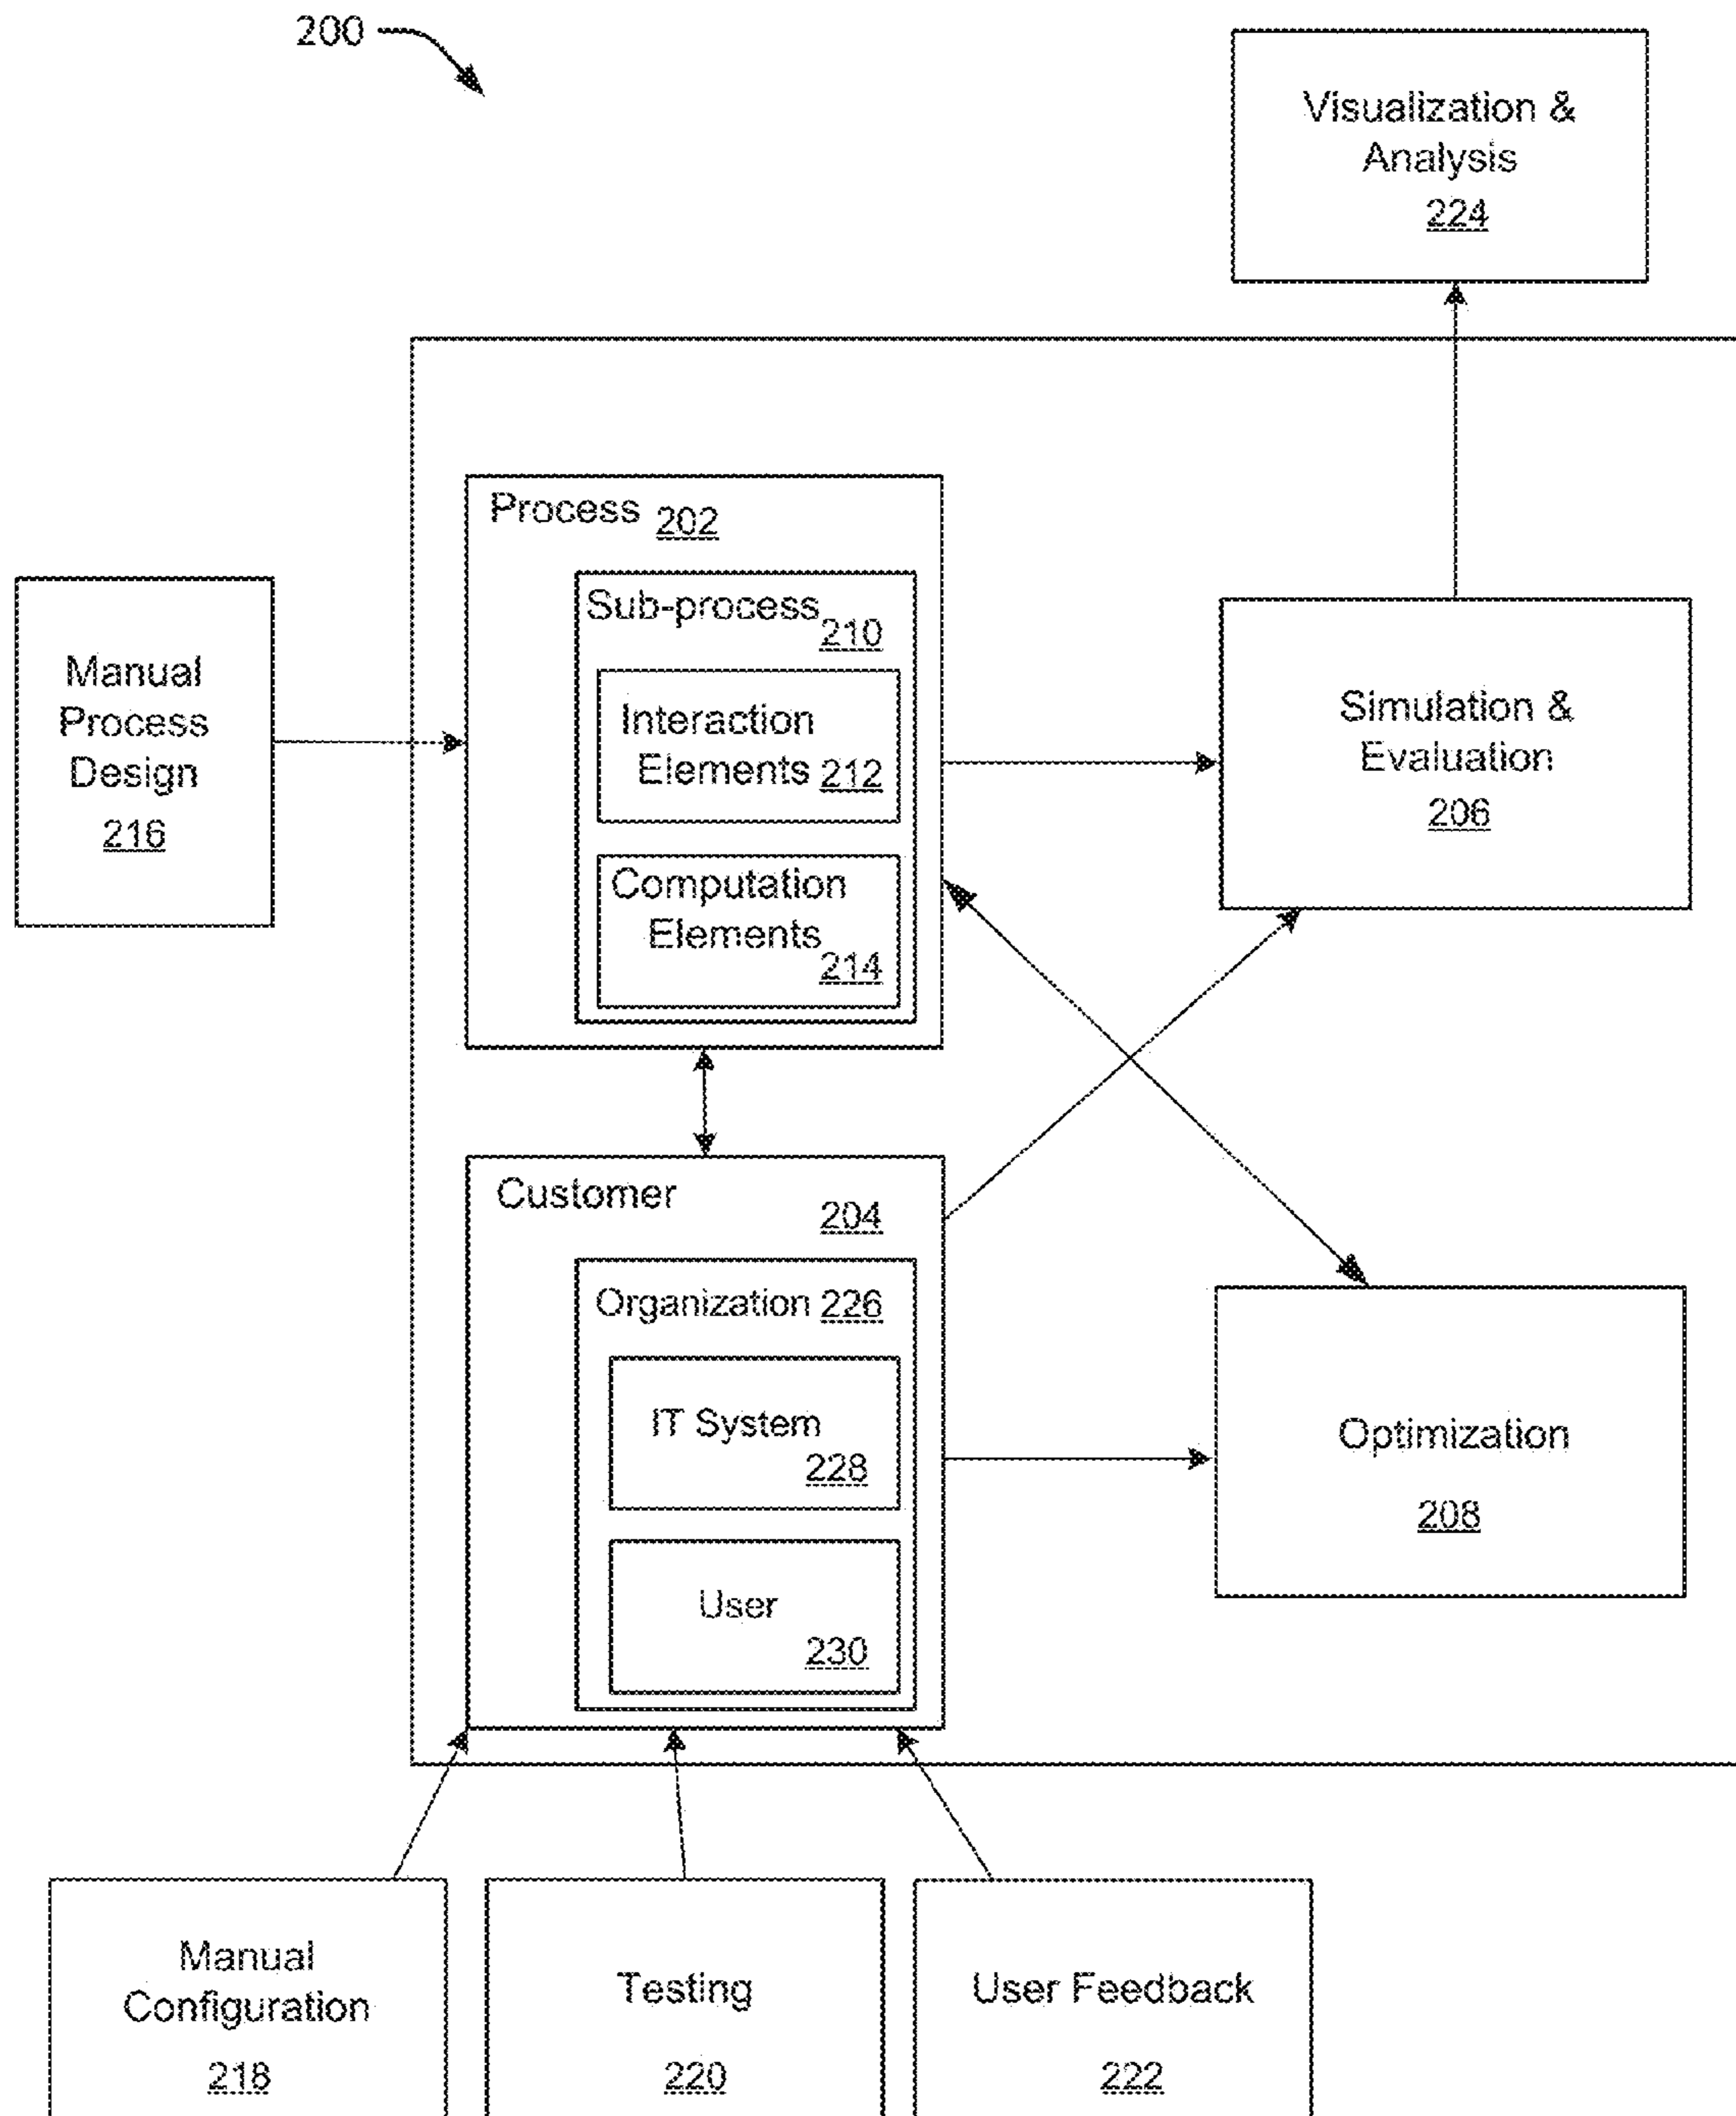 200
Visualization &
Analysis
224
Process 202
Sub-process 210
Interaction
Elements 212
Computation
Elements
214
Manual
Process
Design
216
Simulation &
Evaluation
206
Customer
204
Organization 226
IT System
228
User
230
Optimization
208
Manual
Configuration
218
Testing
220
User Feedback
222